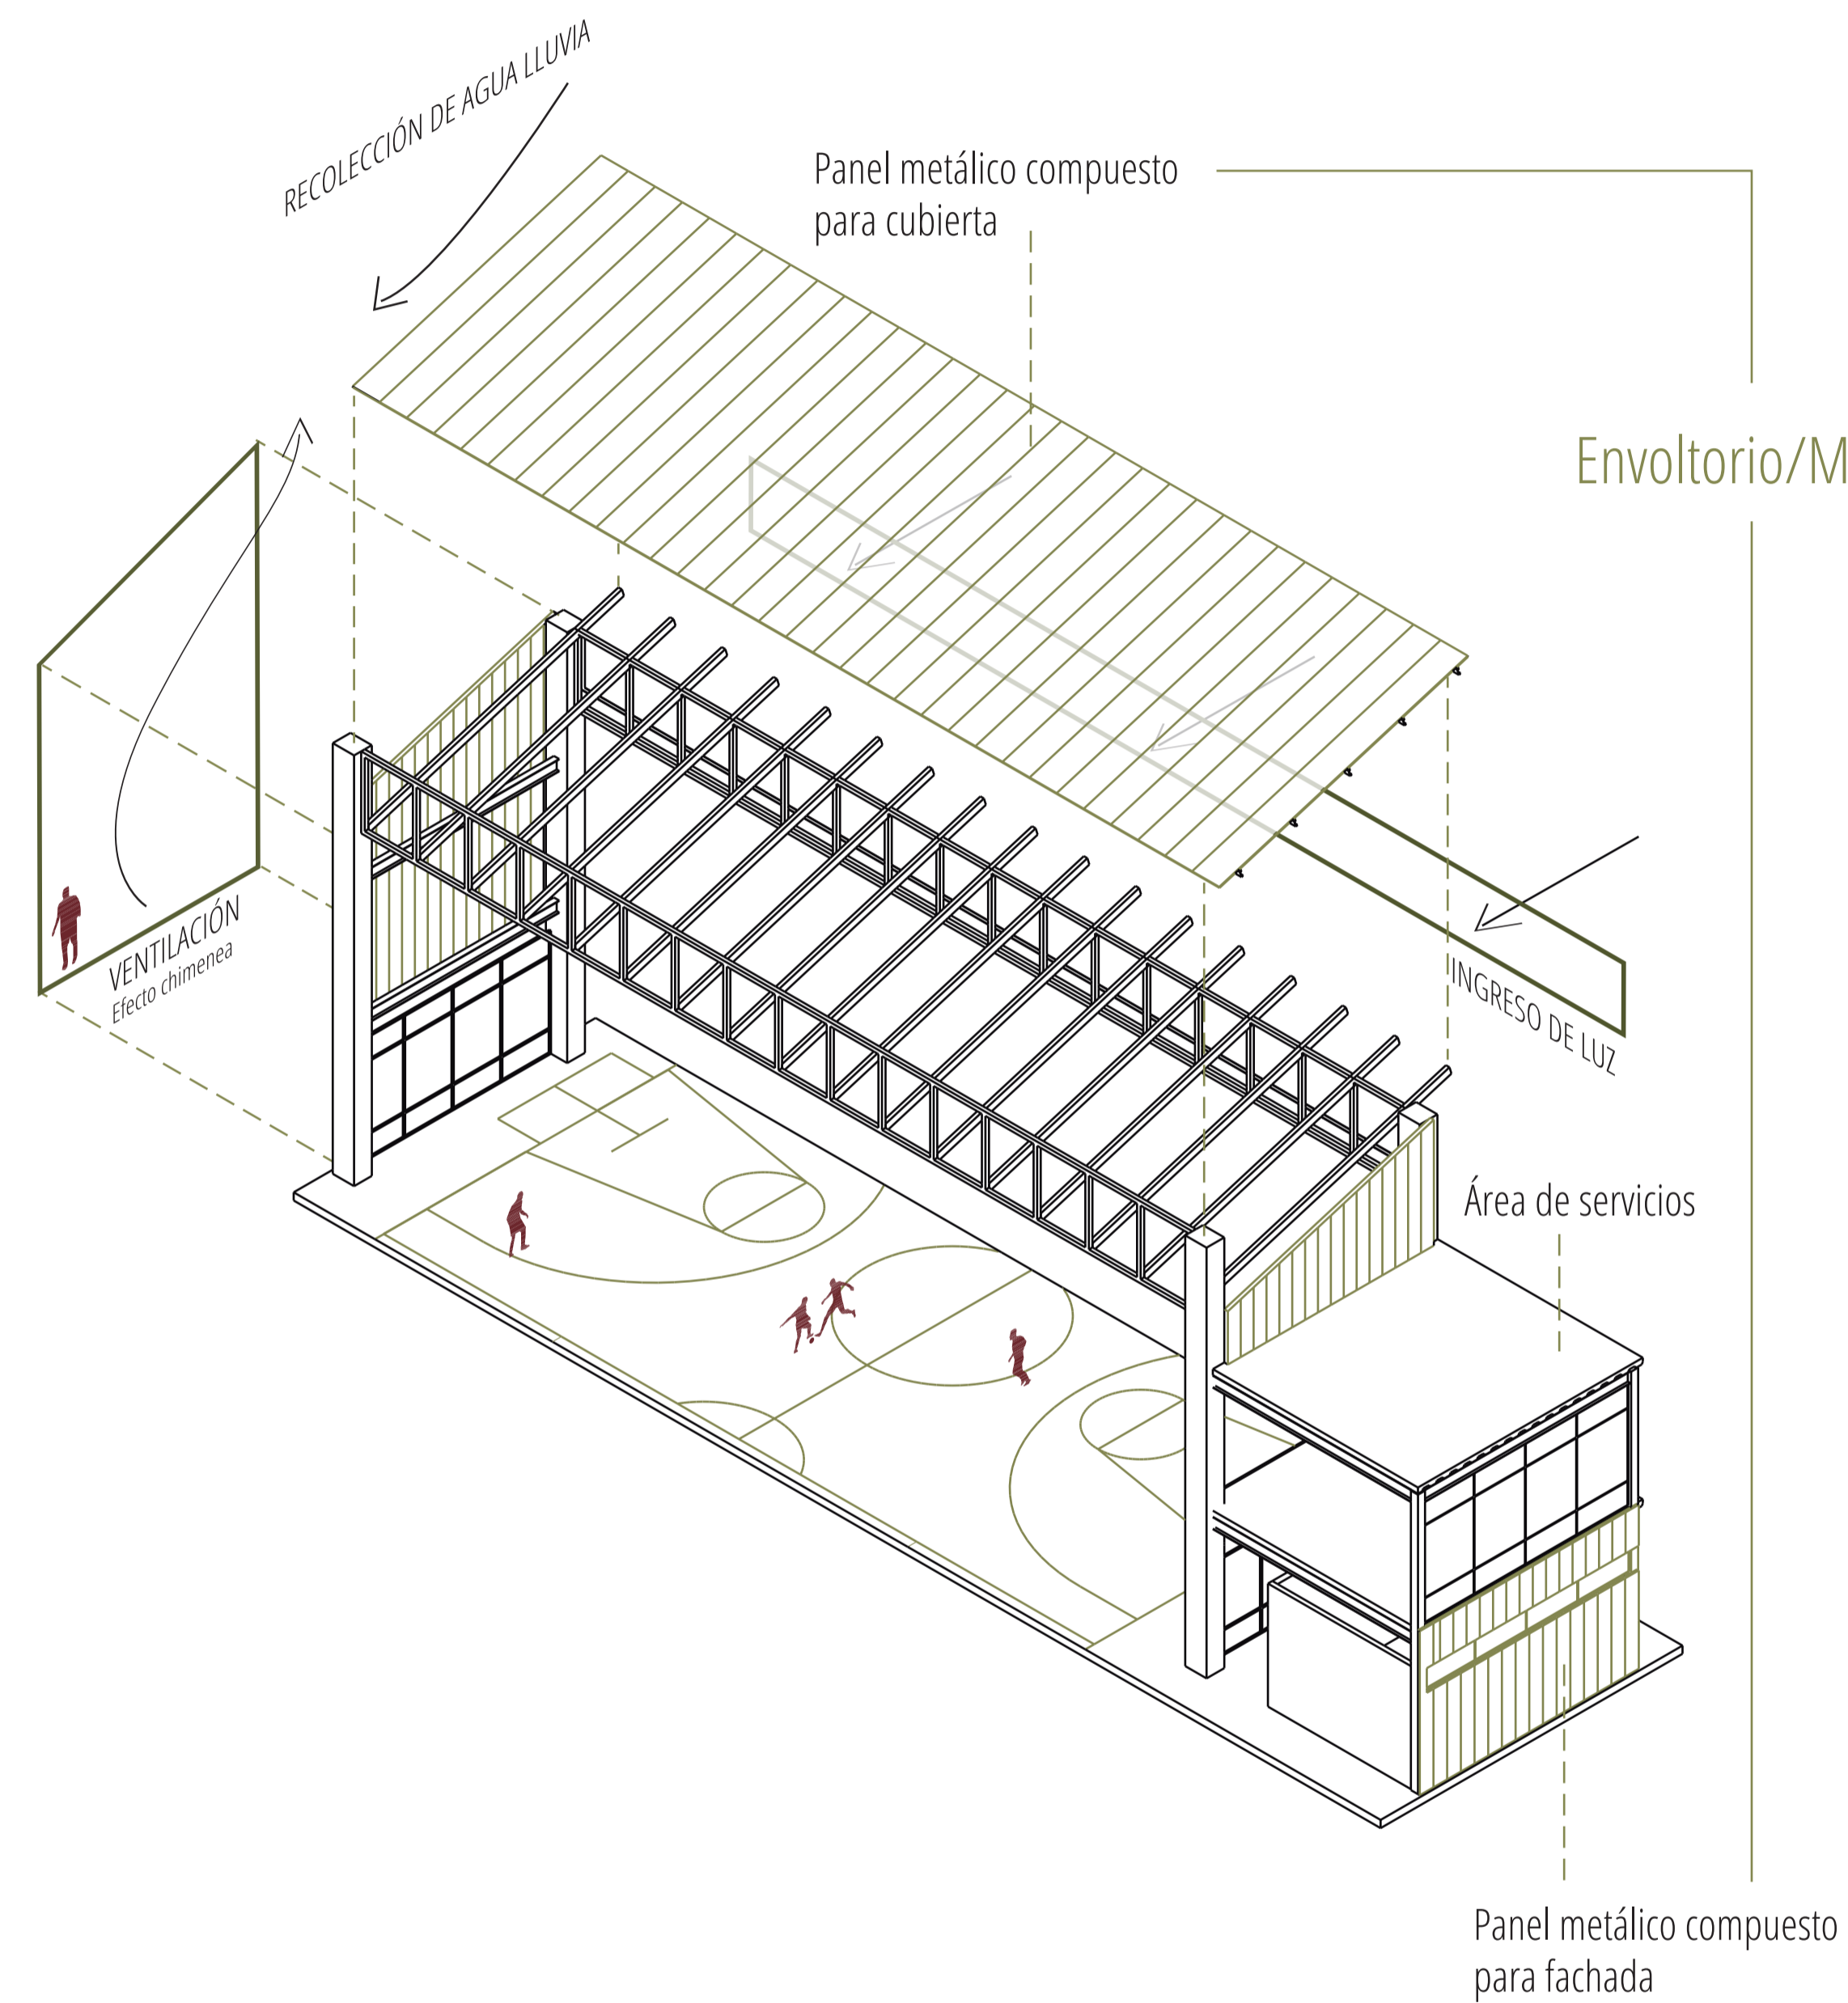 RECOLECCIÓN DE AGUA LLUVIA
Panel metálico compuesto
para cubierta
Envoltorio/M
VENTILACIÓN
Efecto chimenea
INGRESO DE LUZ
Área de servicios
Panel metálico compuesto
para fachada